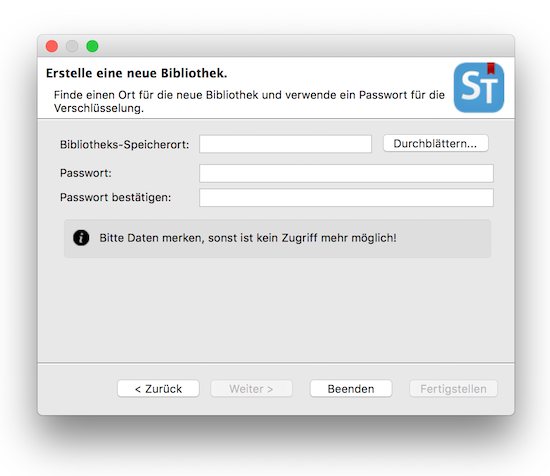 Erstelle eine neue Bibliothek.
Finde einen Ort für die neue Bibliothek und verwende ein Passwort für die
Verschlüsselung.
ST
Bibliotheks-Speicherort:
Durchblättern...
Passwort:
Passwort bestätigen:
Bitte Daten merken, sonst ist kein Zugriff mehr möglich!
< Zurück
Weiter >
Beenden
Fertigstellen